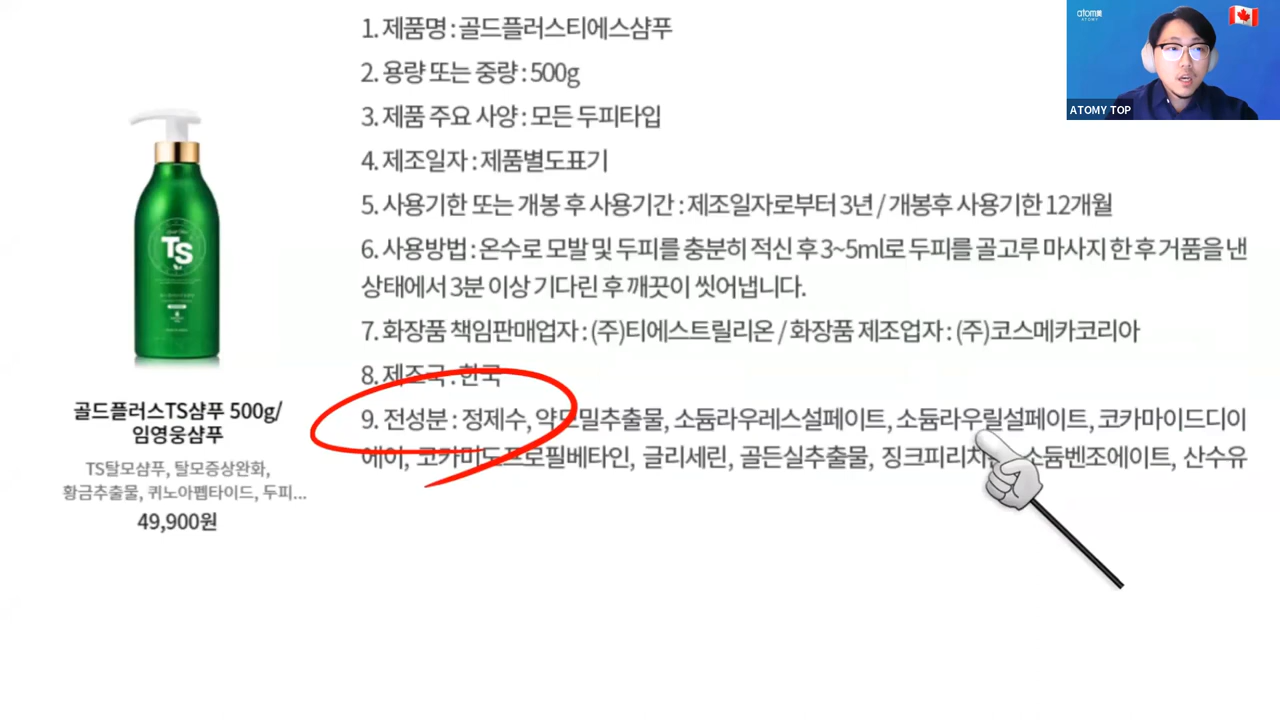 1. 제품명 : 골드플러스티에스샴푸
2. 용량 또는 중량 : 500g
3. 제품 주요 사양 : 모든 두피타입
4. 제조일자 : 제품별도표기
5. 사용기한 또는 개봉 후 사용기간 : 제조일자로부터 3년 / 개봉후 사용기한 12개월
6. 사용방법 : 온수로 모발 및 두피를 충분히 적신 후 3~5ml로 두피를 골고루 마사지 한 후 거품을 낸
상태에서 3분 이상 기다린 후 깨끗이 씻어냅니다.
7. 화장품 책임판매업자 : (주)티에스트릴리온 / 화장품 제조업자 : (주)코스메카코리아
8. 제조국 : 한국
9. 전성분 : 정제수, 약모밀추출물, 소듐라우레스설페이트, 소듐라우릴설페이트, 코카마이드디이
에이, 코카미도프로필베타인, 글리세린, 골든실추출물, 소듐벤조에이트, 산수유
TS
골드플러스TS샴푸 500g/
임영웅샴푸
TS탈모샴푸, 탈모증상완화,
황금추출물, 퀴노아펩타이드, 두피...
49,900원
atom美
ATOMY
ATOMY TOP